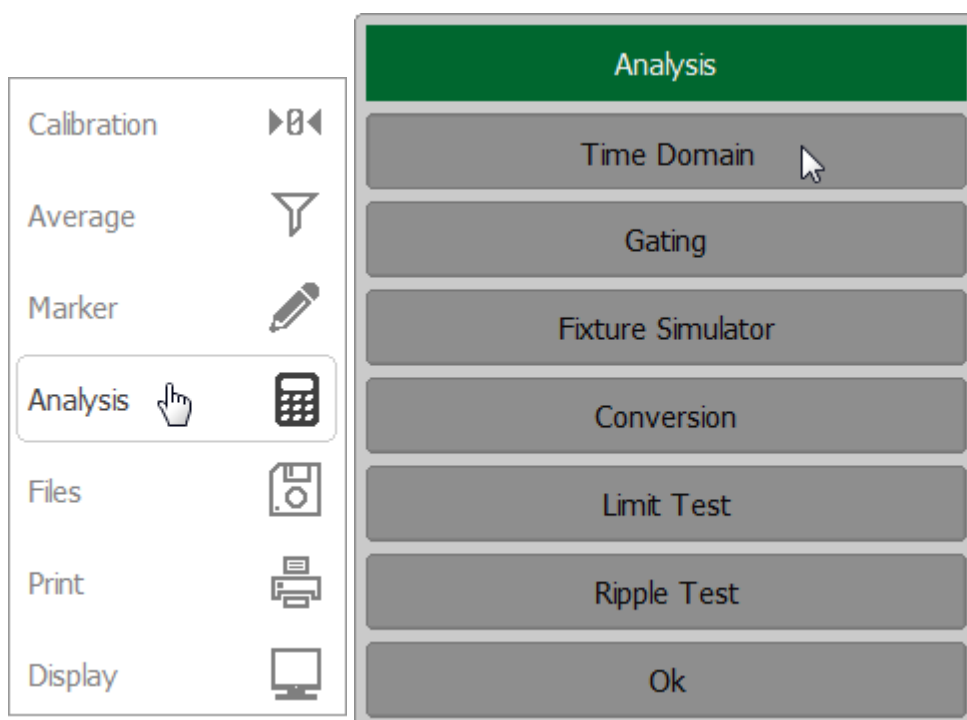 Calibration
Average
Marker
Analysis
Files
Print
Display
Analysis
Time Domain
Gating
Fixture Simulator
Conversion
Limit Test
Ripple Test
Ok